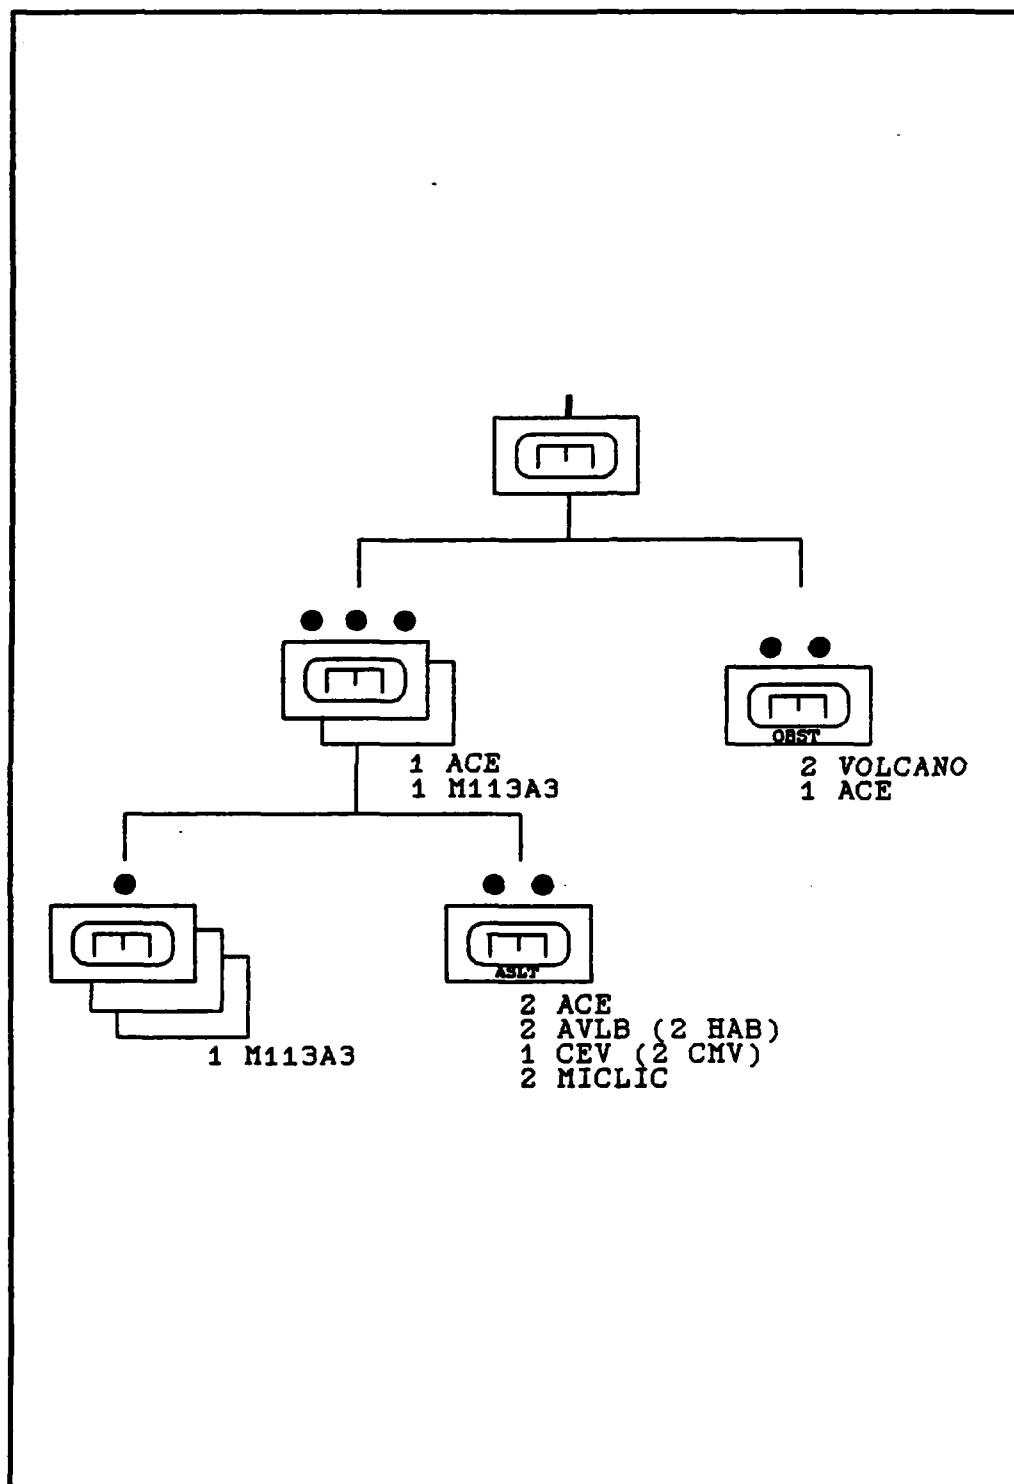 1 ACE
1 M113A3
OBST
2 VOLCANO
1 ACE
1 M113A3
ASLT
2 ACE
2 AVLB (2 HAB)
1 CEV (2 CMV)
2 MICLIC